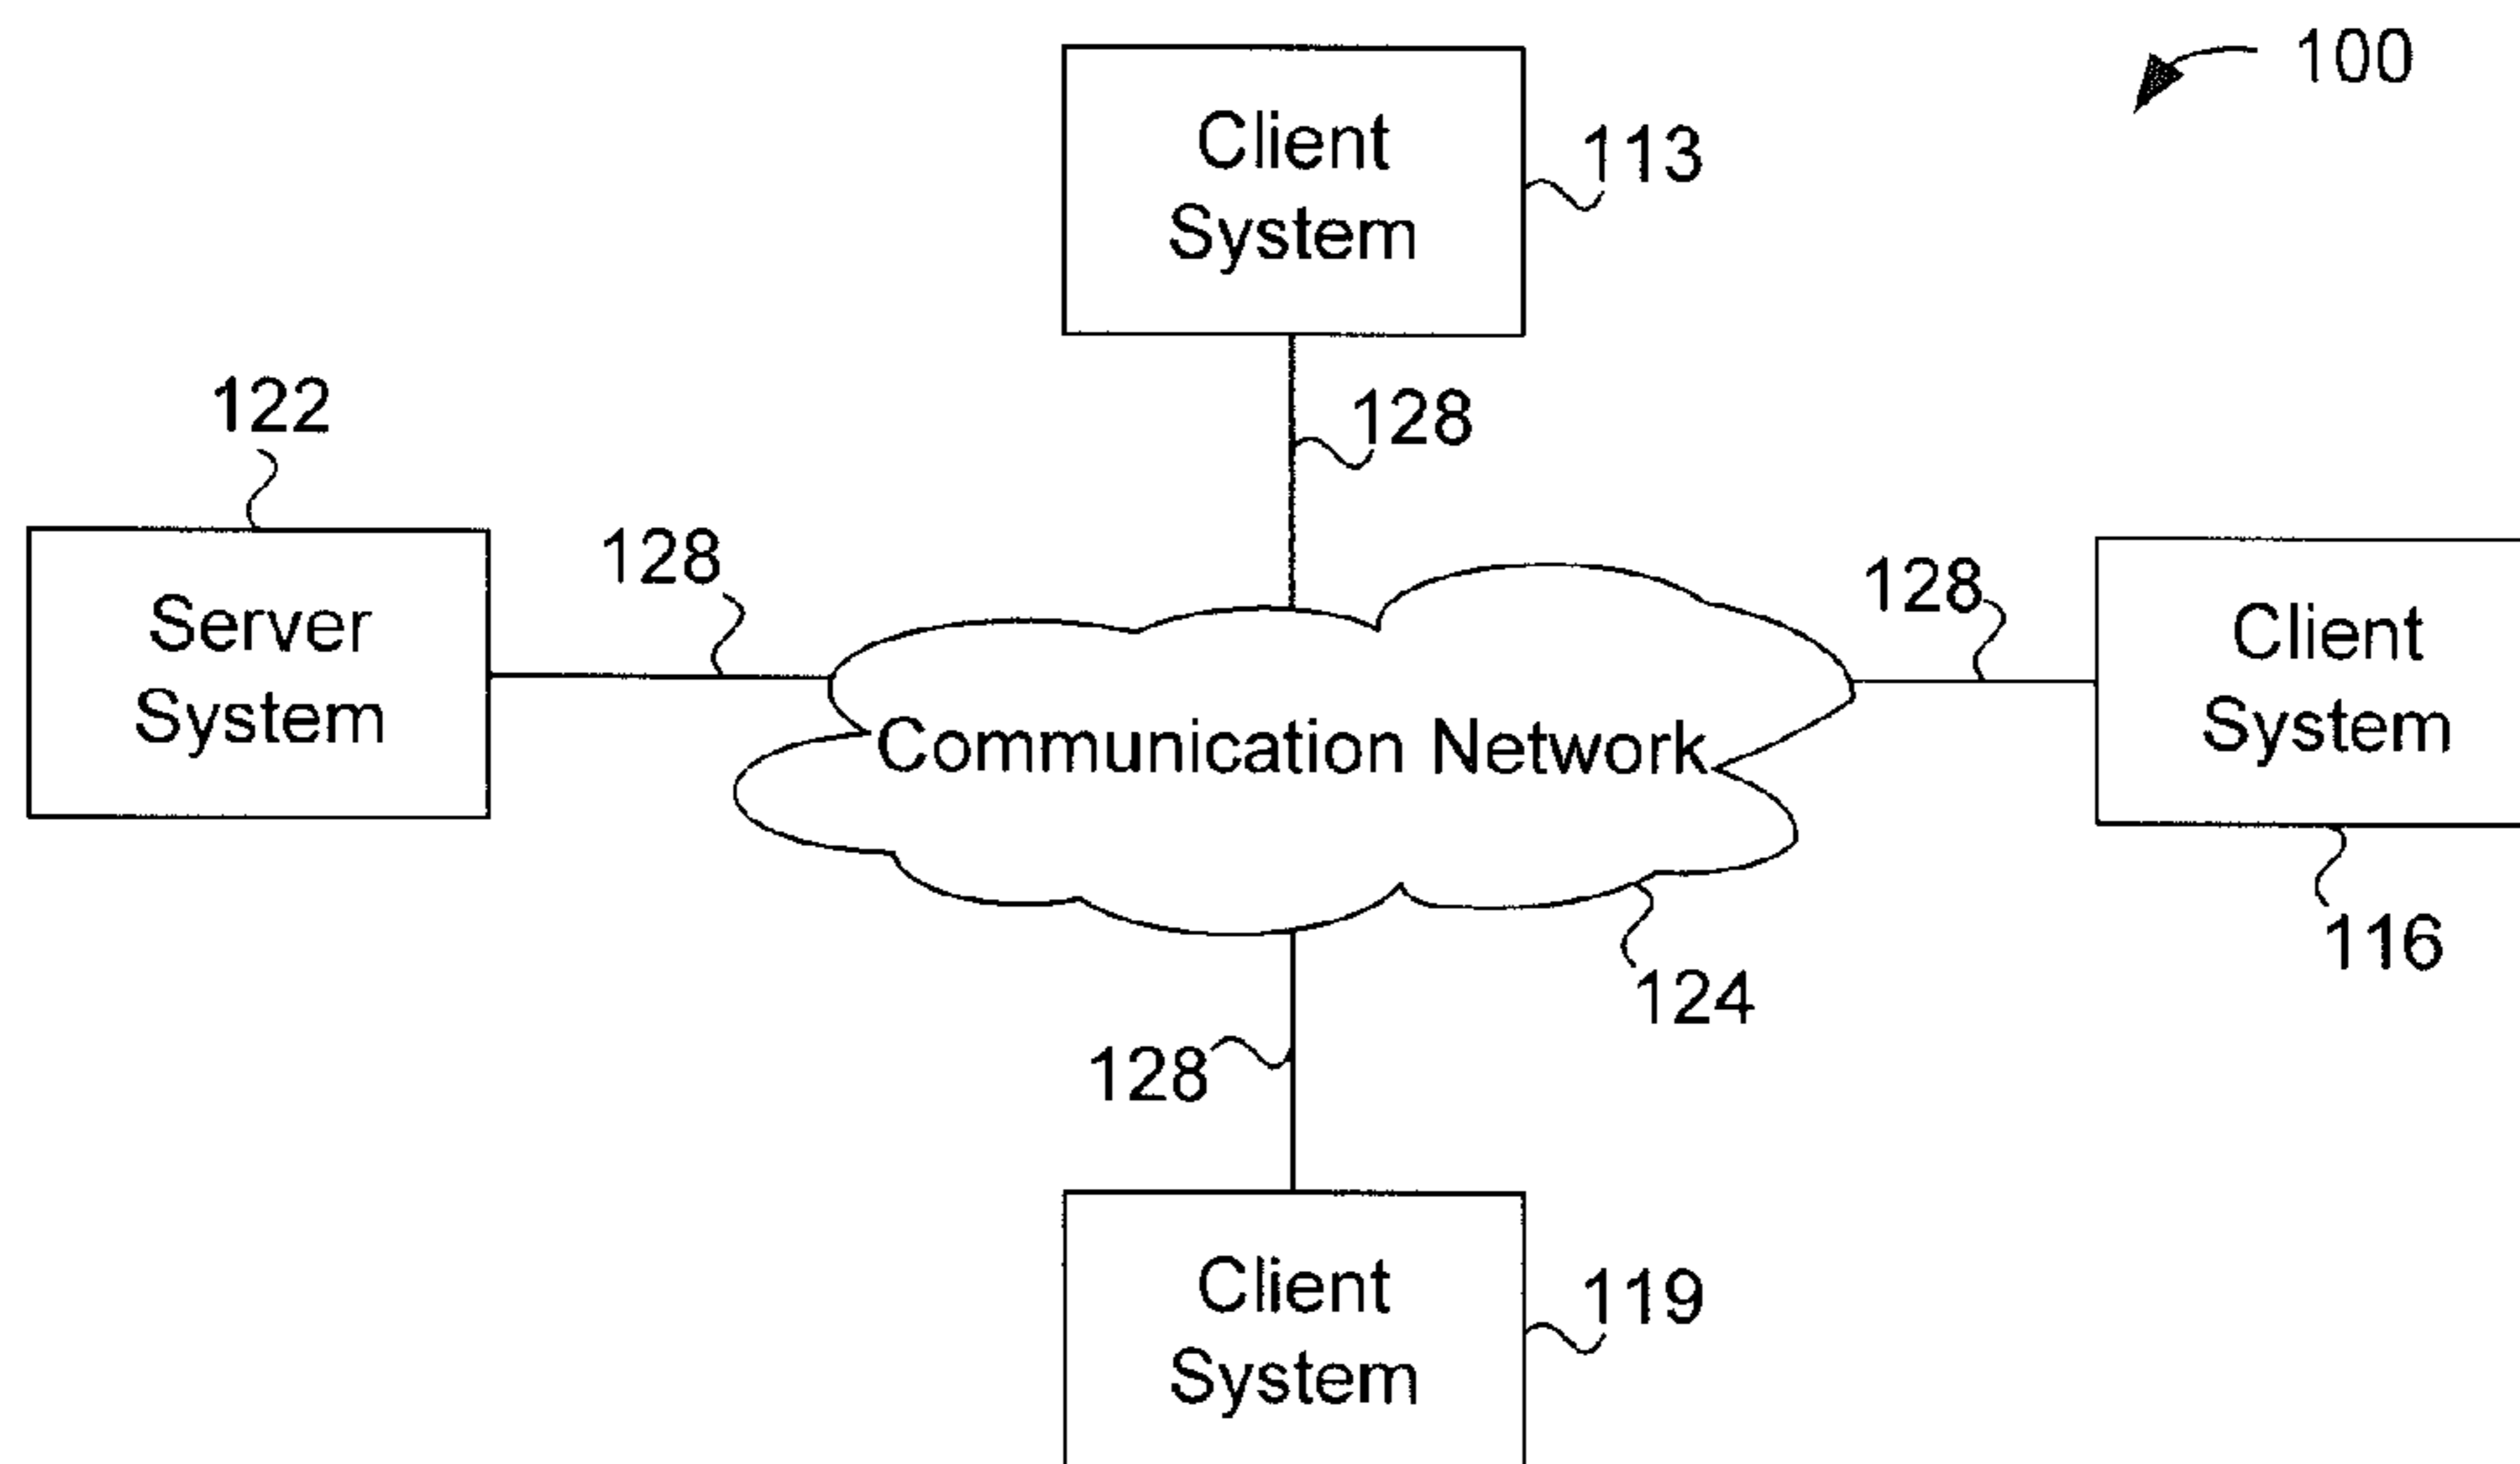 100
Client
System
113
128
122
Server
System
128
128
Client
System
116
Communication Network
124
128
Client
System
119